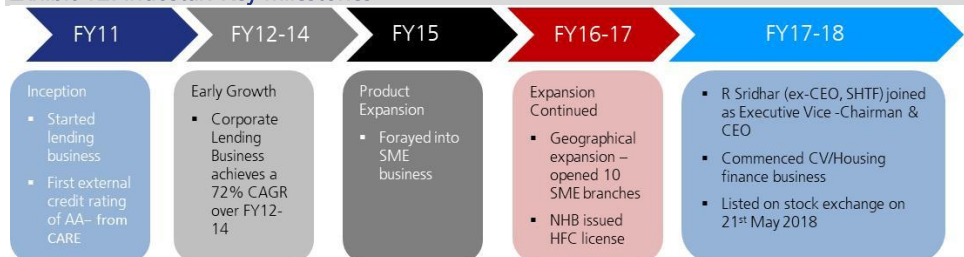 FY11
FY12-14
FY15
FY16-17
FY17-18
Inception
▪ Started
lending
business
▪ First external
credit rating
of AA– from
CARE
Early Growth
▪ Corporate
Lending
Business
achieves a
72% CAGR
over FY12-
14
Product
Expansion
▪ Forayed into
SME
business
Expansion
Continued
▪ Geographical
expansion –
opened 10
SME branches
▪ NHB issued
HFC license
▪ R Sridhar (ex-CEO, SHTF) joined
as Executive Vice -Chairman &
CEO
▪ Commenced CV/Housing
finance business
▪ Listed on stock exchange on
21st May 2018